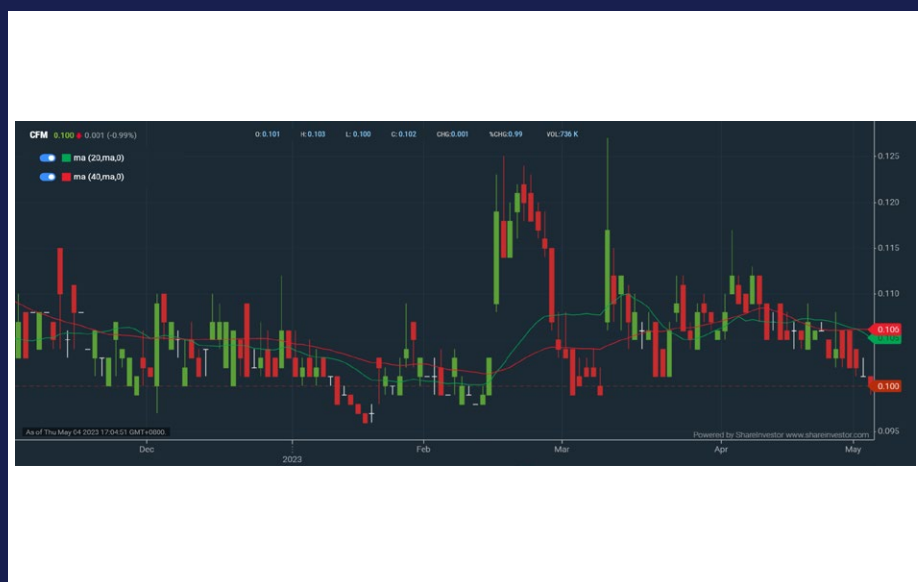 CFM 0.100 0.001 (-0.99%) O:0.101 H:0.103 L: 0.100 C: 0.102 CHG:0.001 %CHG:0.99 VOL:736 K
ma (20,ma,0)
ma (40,ma,0)
0.125
0.120
0.115
0.110
0.106
0.105
0.100
0.095
As of Thu May 04 2023 17:04:51 GMT+0000.
Powered by ShareInvestor www.shareinvestor.com
Dec 2023 Feb Mar Apr May